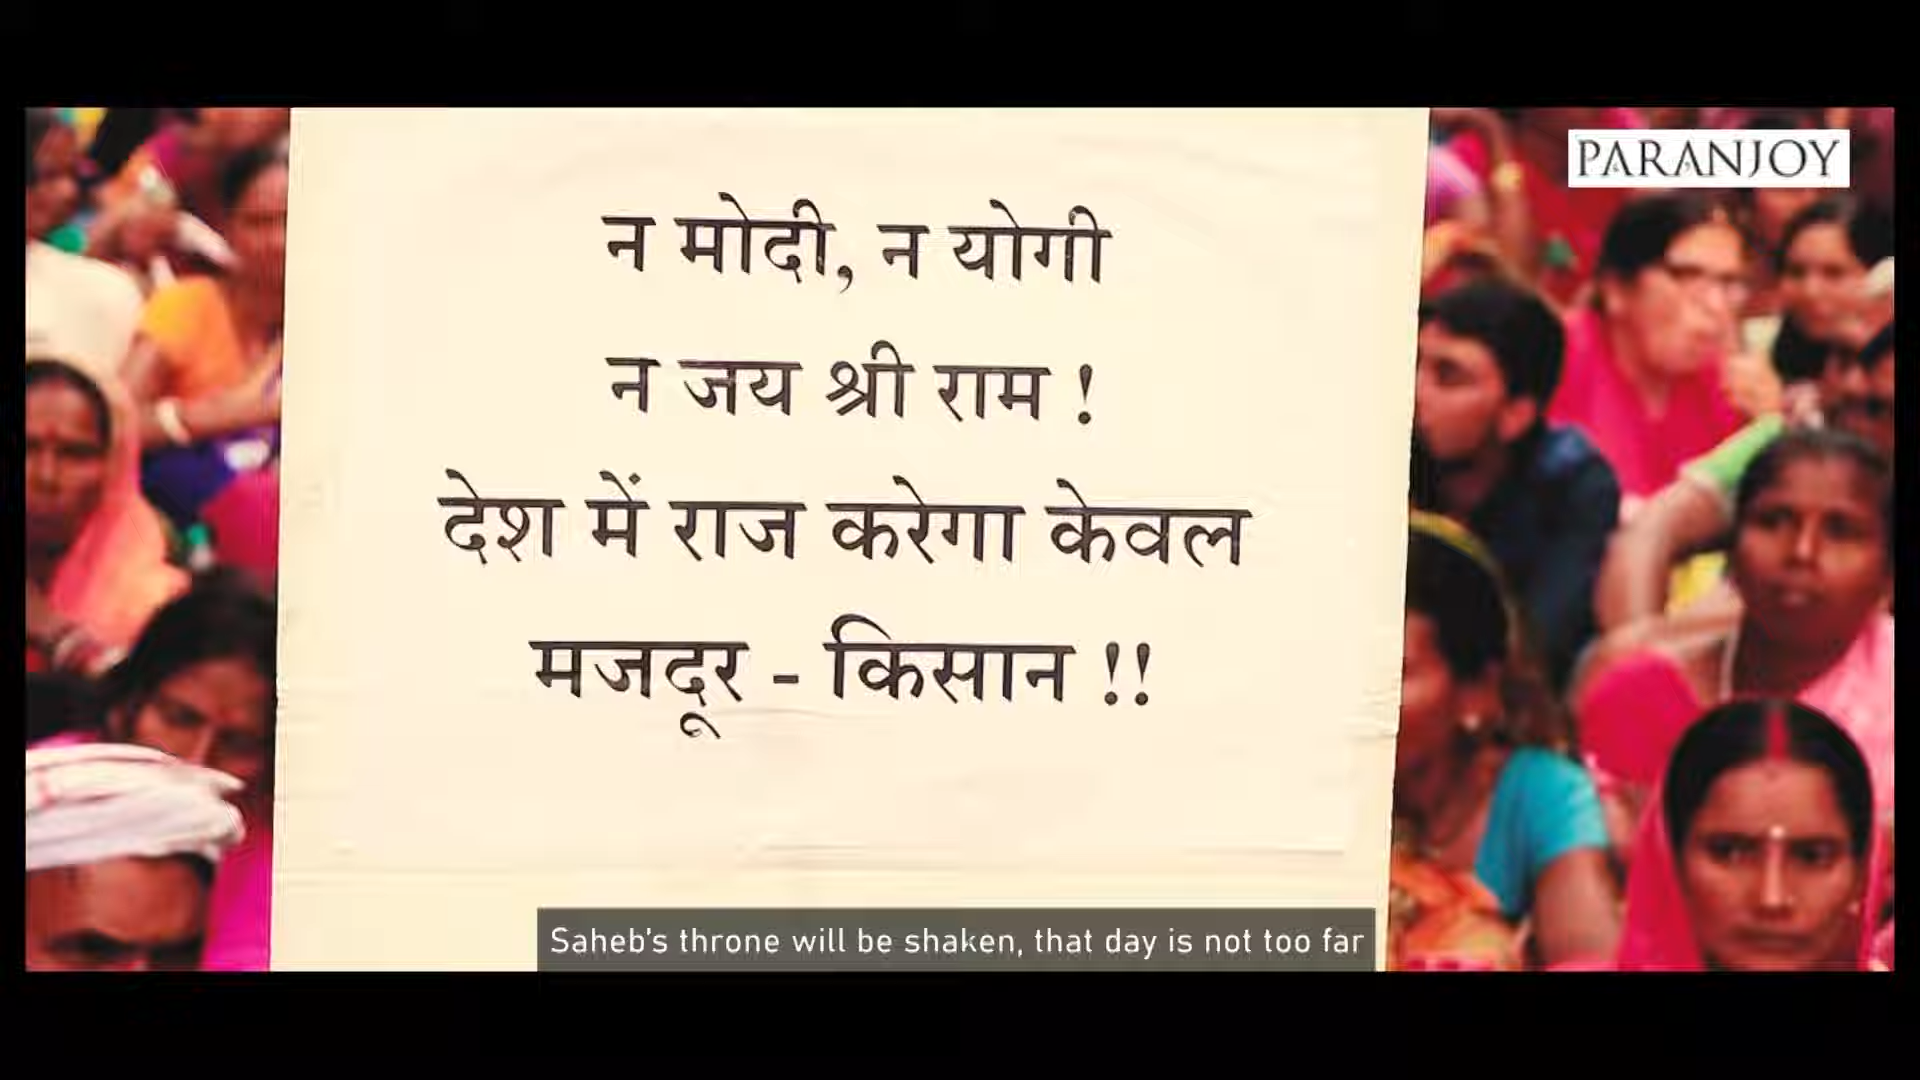 PARANJOY
न मोदी, न योगी
न जय श्री राम !
देश में राज करेगा केवल
मजदूर - किसान !!
Saheb's throne will be shaken, that day is not too far